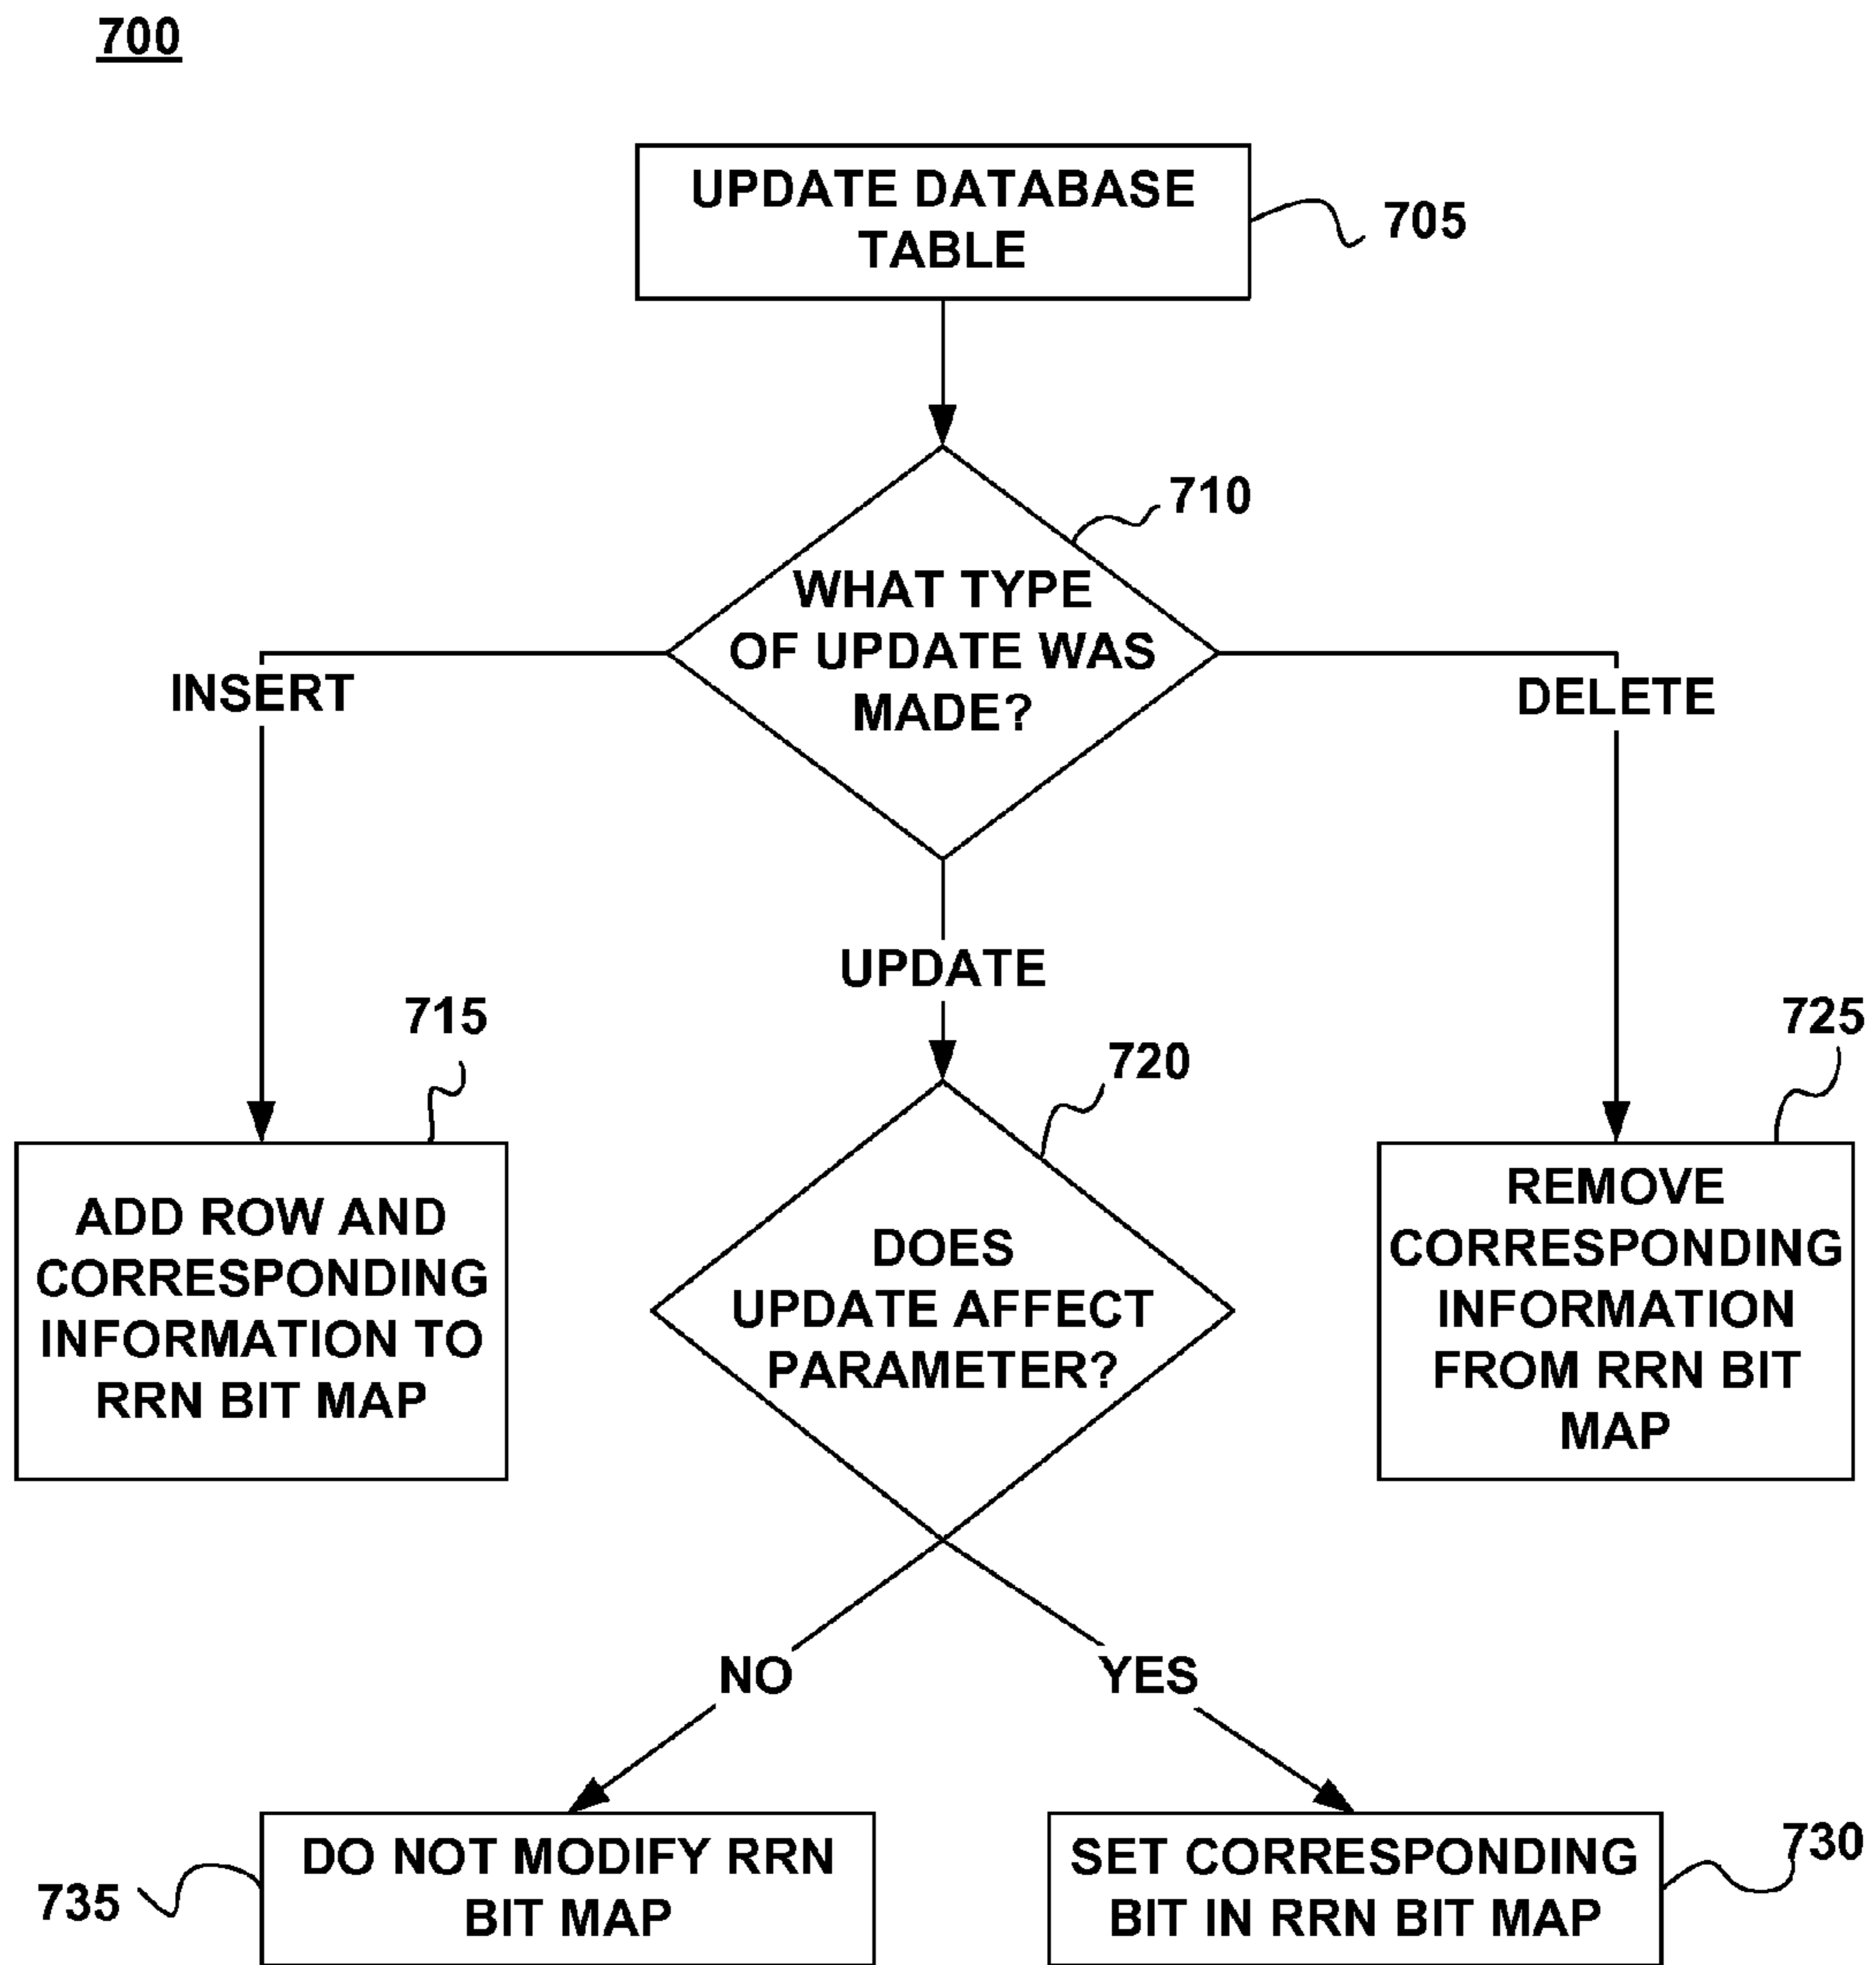 700
UPDATE DATABASE
TABLE
705
710
WHAT TYPE
OF UPDATE WAS
MADE?
INSERT
DELETE
UPDATE
715
725
720
ADD ROW AND
CORRESPONDING
INFORMATION TO
RRN BIT MAP
DOES
UPDATE AFFECT
PARAMETER?
REMOVE
CORRESPONDING
INFORMATION
FROM RRN BIT
MAP
NO
YES
DO NOT MODIFY RRN
BIT MAP
735
SET CORRESPONDING
BIT IN RRN BIT MAP
730